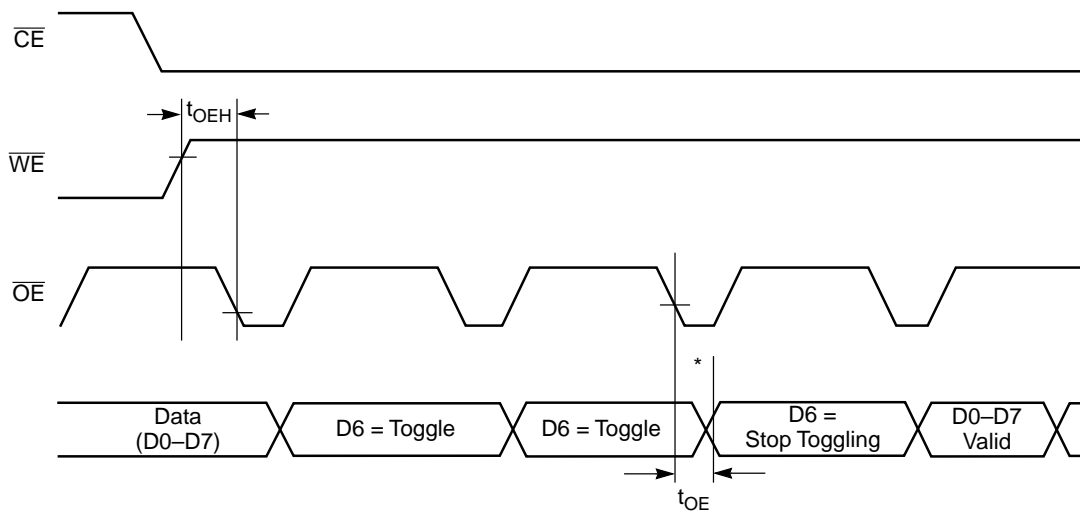 CE
tOEH
WE
OE
*
Data
(D0–D7)
D6 = Toggle
D6 = Toggle
D6 =
Stop Toggling
D0–D7
Valid
tOE